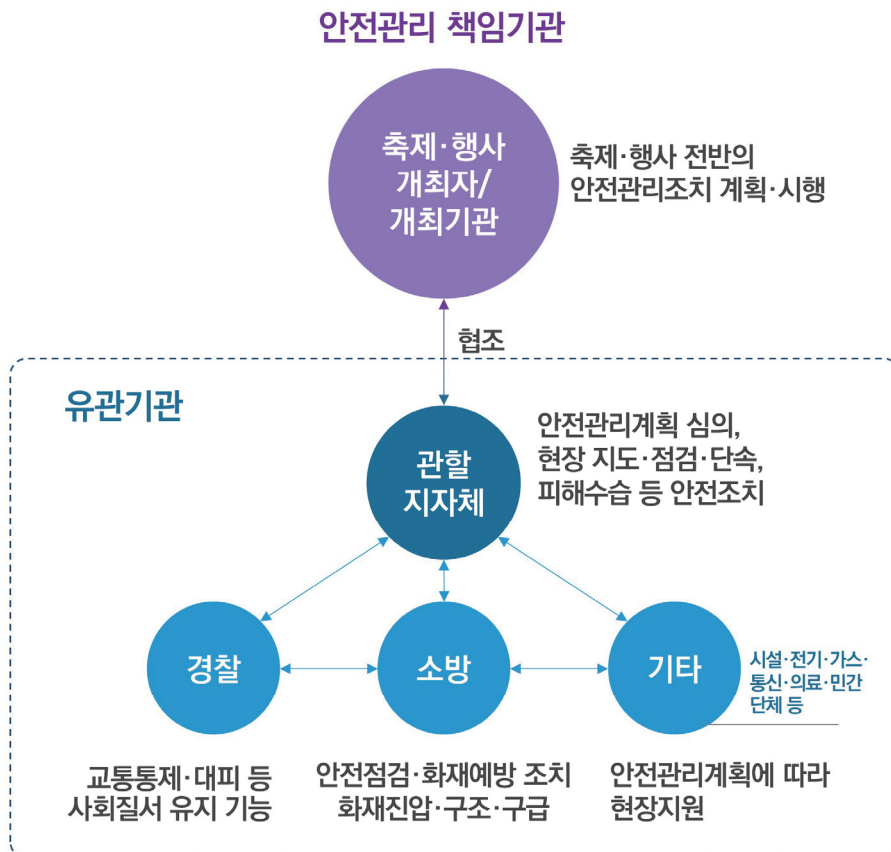 안전관리 책임기관
축제·행사
개최자/
개최기관
축제·행사 전반의
안전관리조치 계획·시행
협조
유관기관
관할
지자체
안전관리계획 심의,
현장 지도·점검·단속,
피해수습 등 안전조치
경찰
소방
기타
시설·전기·가스·
통신·의료·민간
단체 등
교통통제·대피 등
사회질서 유지 기능
안전점검·화재예방 조치
화재진압·구조·구급
안전관리계획에 따라
현장지원